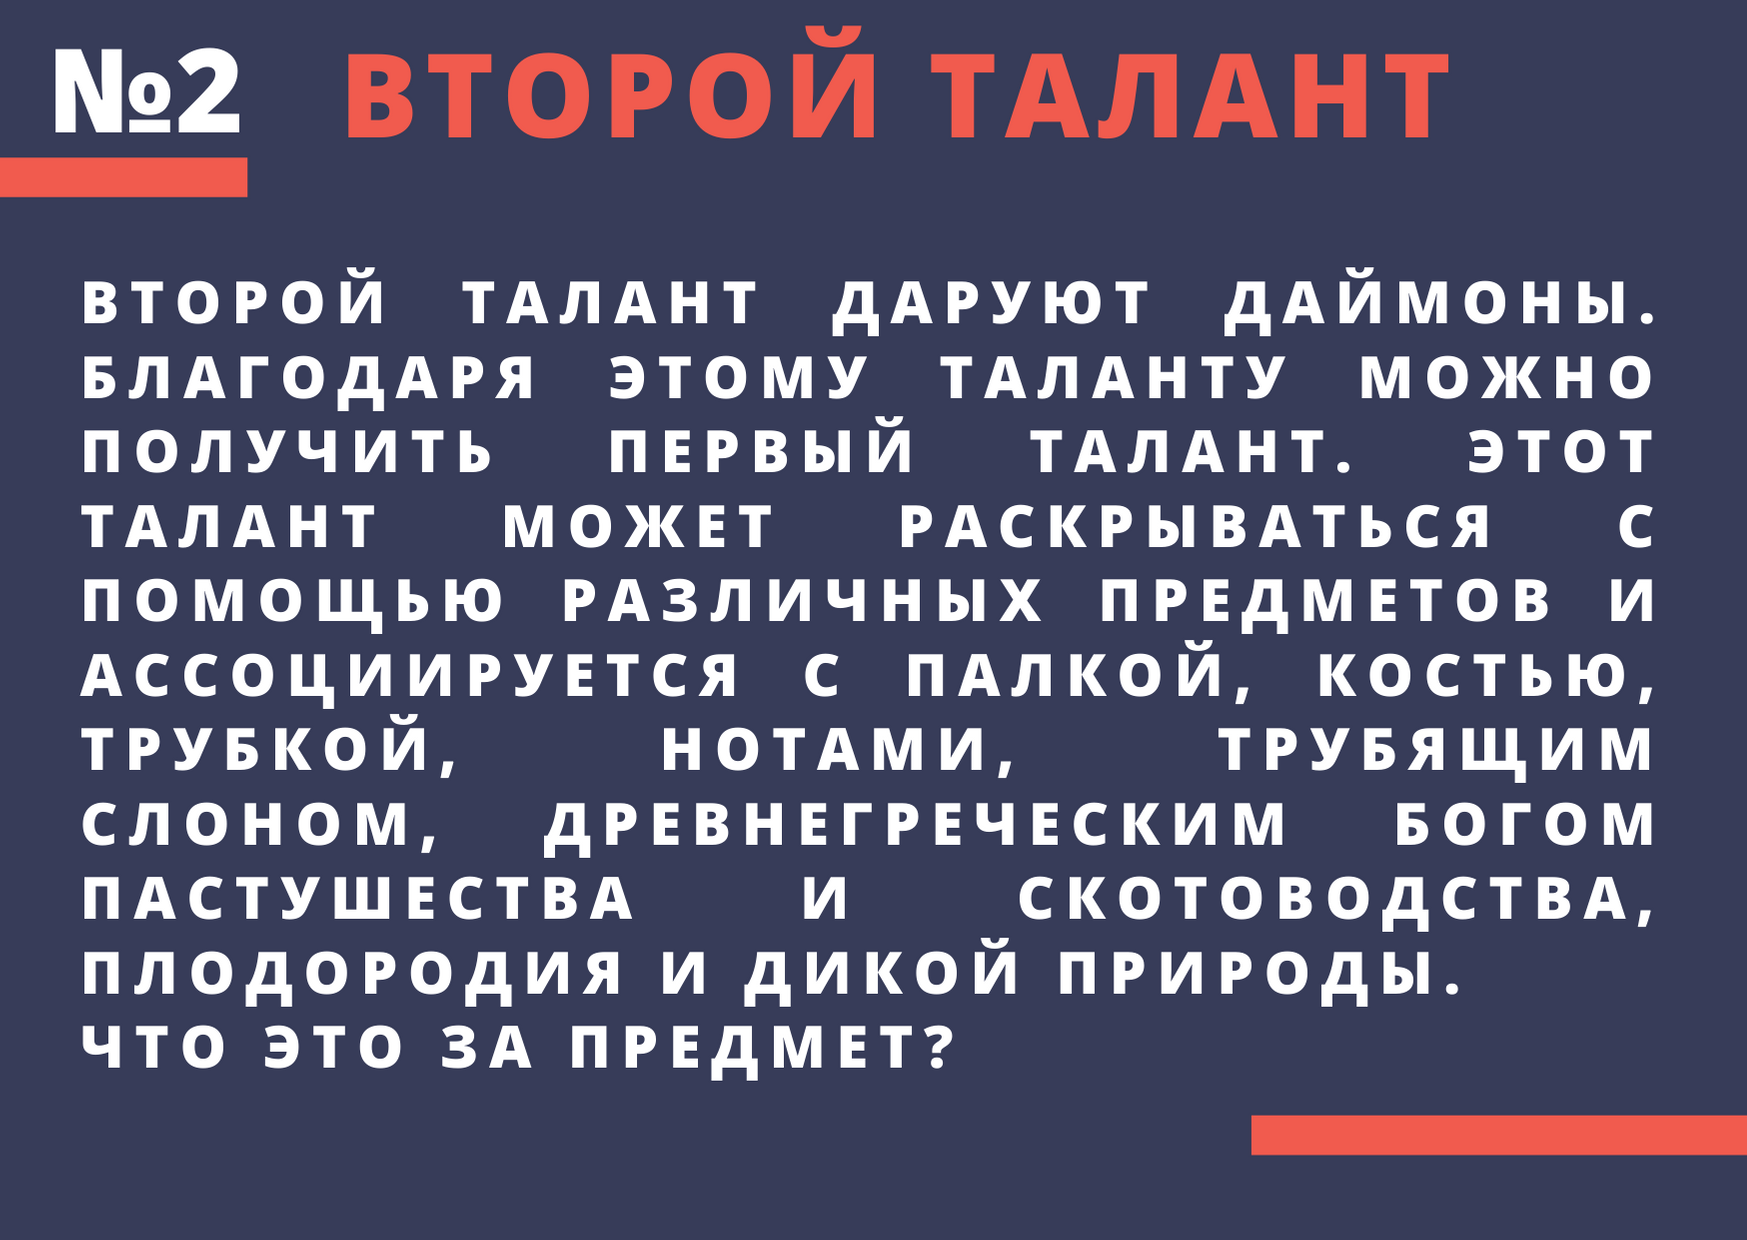 №2 ВТОРОЙ ТАЛАНТ
ВТОРОЙ ТАЛАНТ ДАРУЮТ ДАЙМОНЫ.
БЛАГОДАРЯ ЭТОМУ ТАЛАНТУ МОЖНО
ПОЛУЧИТЬ ПЕРВЫЙ ТАЛАНТ. ЭТОТ
ТАЛАНТ МОЖЕТ РАСКРЫВАТЬСЯ С
ПОМОЩЬЮ РАЗЛИЧНЫХ ПРЕДМЕТОВ И
АССОЦИИРУЕТСЯ С ПАЛКОЙ, КОСТЬЮ,
ТРУБКОЙ, НОТАМИ, ТРУБЯЩИМ
СЛОНОМ, ДРЕВНЕГРЕЧЕСКИМ БОГОМ
ПАСТУШЕСТВА И СКОТОВОДСТВА,
ПЛОДОРОДИЯ И ДИКОЙ ПРИРОДЫ.
ЧТО ЭТО ЗА ПРЕДМЕТ?